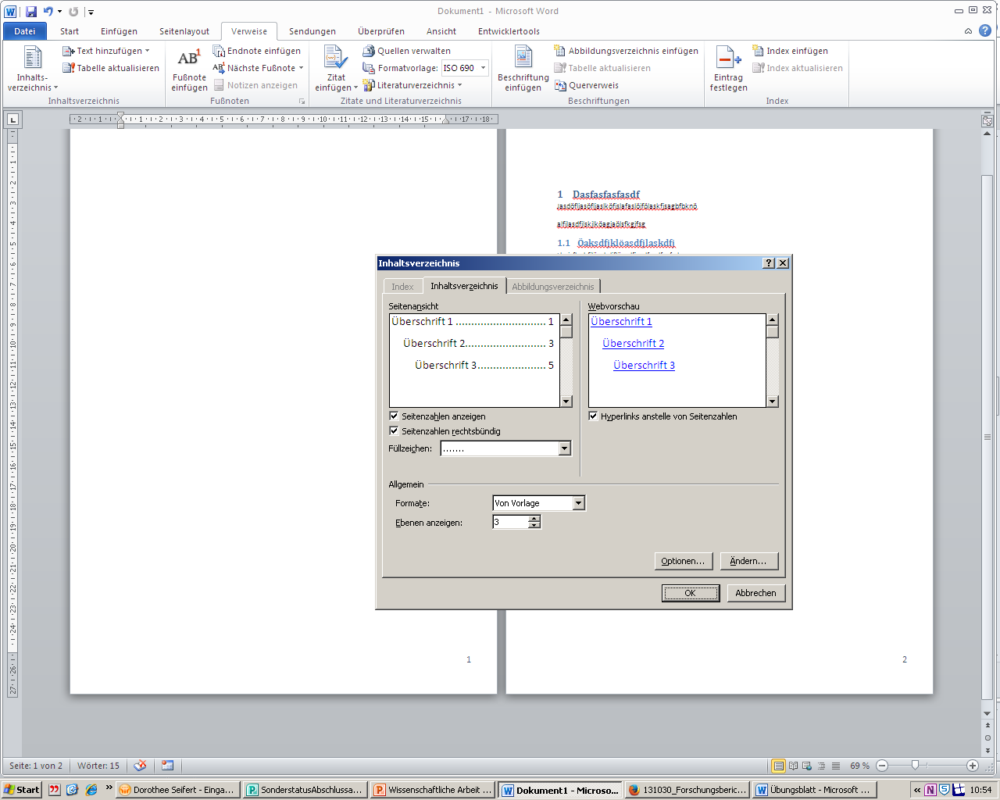 Dokument1 - Microsoft Word
Datei Start Einfügen Seitenlayout Verweise Sendungen Überprüfen Ansicht Entwicklertools
Inhalts-
verzeichnis
Text hinzufügen
Tabelle aktualisieren
Inhaltsverzeichnis
AB1
Fußnote
einfügen
Endnote einfügen
Nächste Fußnote
Notizen anzeigen
Fußnoten
Zitat
einfügen
Quellen verwalten
Formatvorlage: ISO 690
Literaturverzeichnis
Zitate und Literaturverzeichnis
Beschriftung
einfügen
Abbildungsverzeichnis einfügen
Tabelle aktualisieren
Querverweis
Beschriftungen
Eintrag
festlegen
Index einfügen
Index aktualisieren
Index
1 Dasfasfasfasdf
1.1 Öaksdfjklöasdfjlaskdfj
Inhaltsverzeichnis
Index Inhaltsverzeichnis Abbildungsverzeichnis
Seitenansicht
Überschrift 1 ............................ 1
Überschrift 2......................... 3
Überschrift 3..................... 5
Webvorschau
Überschrift 1
Überschrift 2
Überschrift 3
Seitenzahlen anzeigen
Seitenzahlen rechtsbündig
Füllzeichen: .......
Hyperlinks anstelle von Seitenzahlen
Allgemein
Formate: Von Vorlage
Ebenen anzeigen: 3
Optionen... Ändern...
OK Abbrechen
1
2
Seite: 1 von 2 Wörter: 15 69 %
Start Dorothee Seifert - Einga... SonderstatusAbschlussa... Wissenschaftliche Arbeit ... Dokument1 - Microso... 131030_Forschungsberic... Übungsblatt - Microsoft ... 10:54